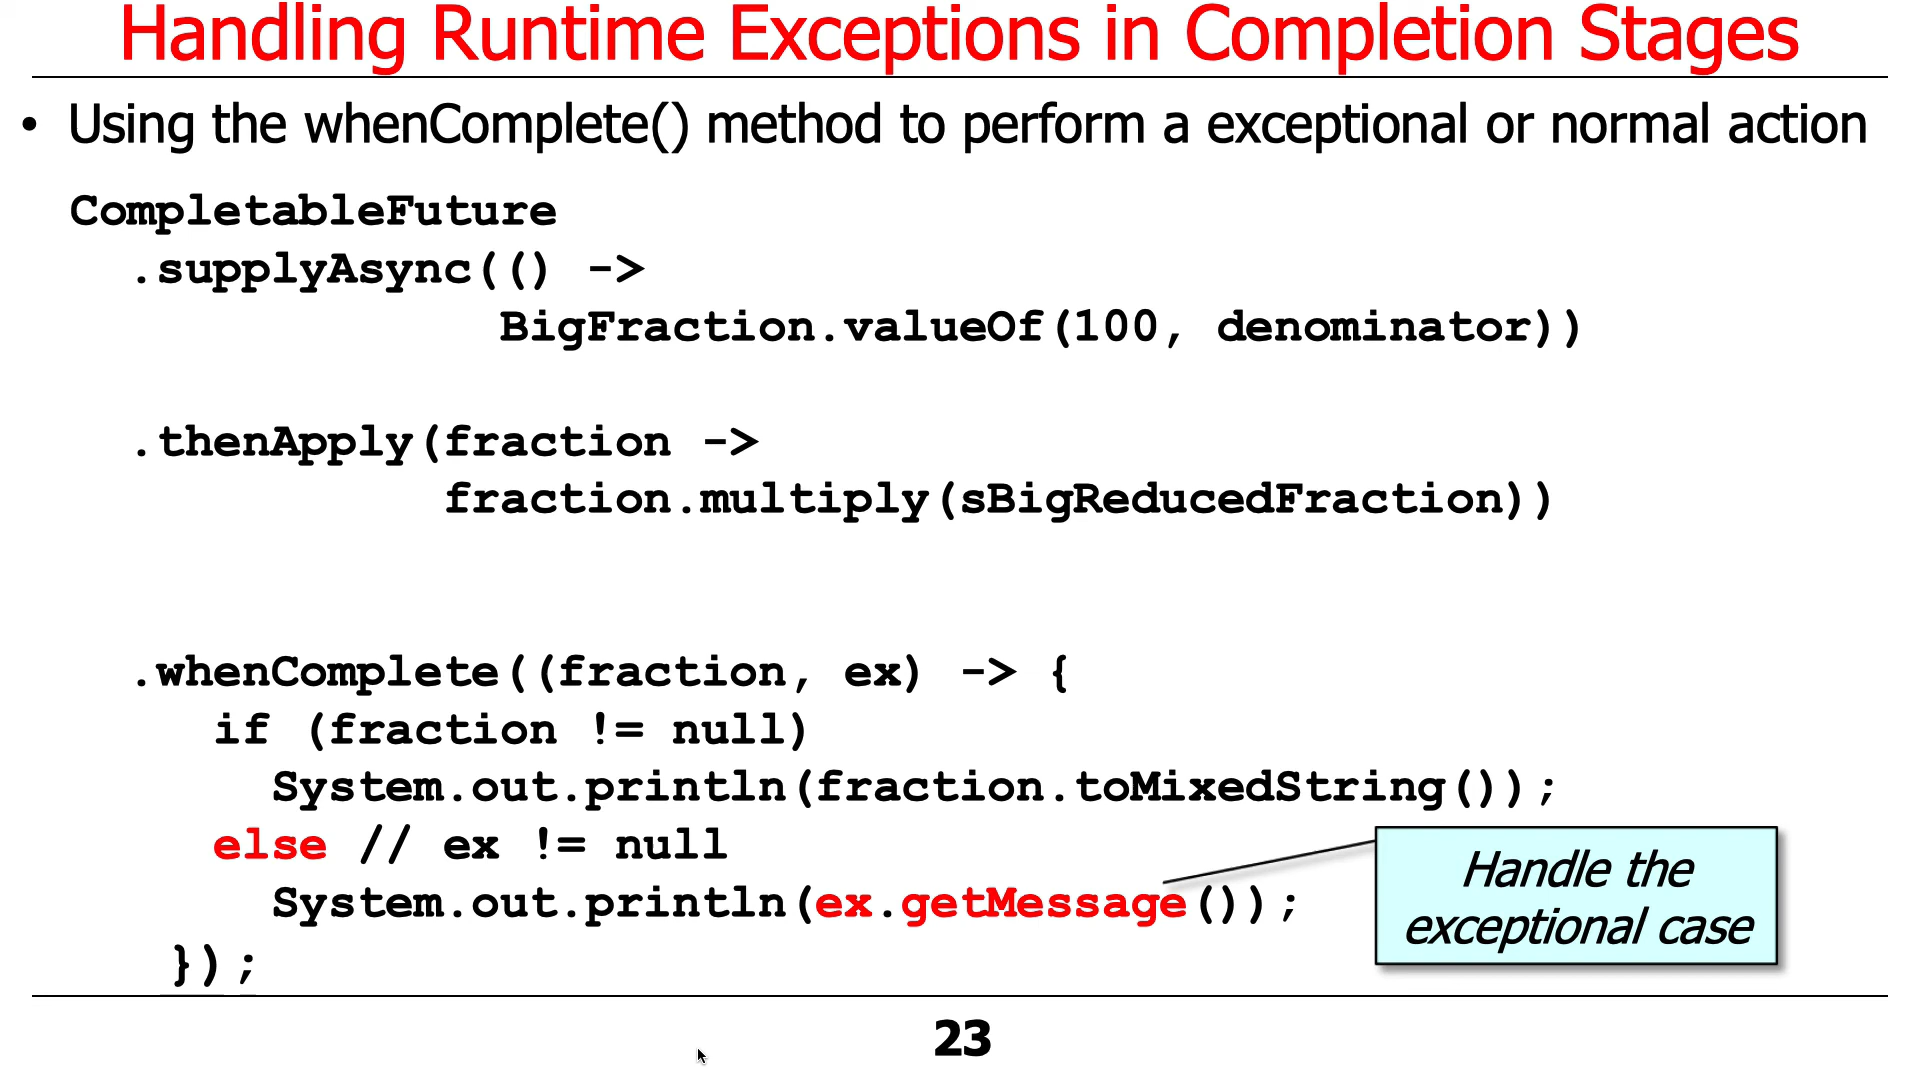 Handling Runtime Exceptions in Completion Stages
• Using the whenComplete() method to perform a exceptional or normal action
CompletableFuture
.supplyAsync(() ->
BigFraction.valueOf(100, denominator))
.thenApply(fraction ->
fraction.multiply(sBigReducedFraction))
.whenComplete((fraction, ex) -> {
if (fraction != null)
System.out.println(fraction.toMixedString());
else // ex != null
System.out.println(ex.getMessage());
});
Handle the
exceptional case
23